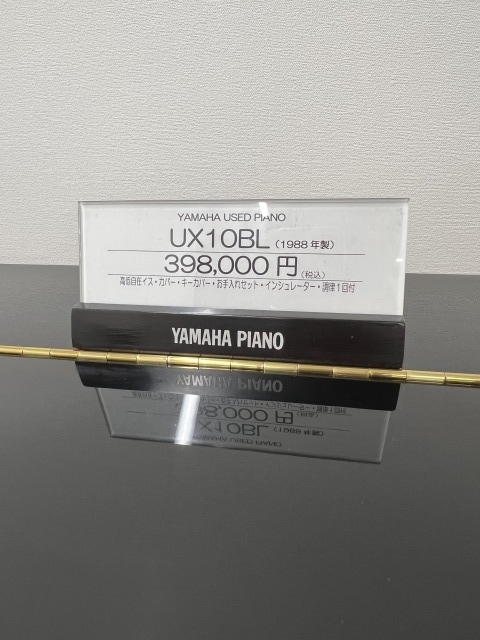 YAMAHA USED PIANO
UX10BL (1988年製)
398,000円(税込)
高低自在イス・カバー・キーカバー・お手入れセット・インシュレーター・調律1回付
YAMAHA PIANO